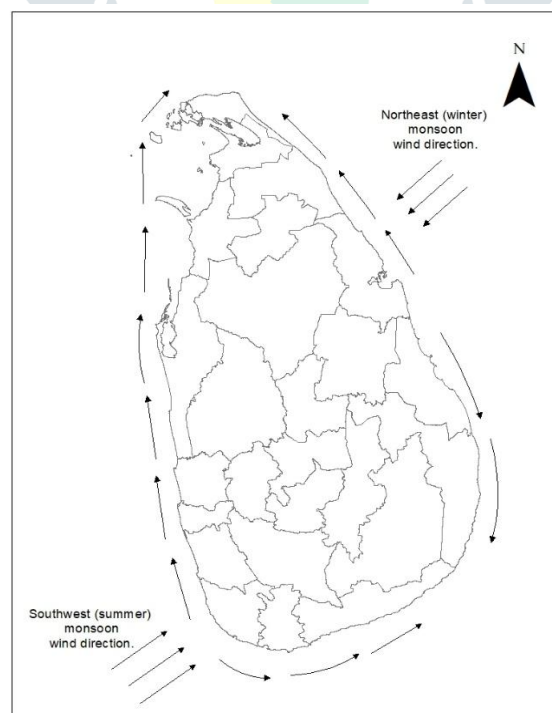 N
Northeast (winter)
monsoon
wind direction.
Southwest (summer)
monsoon
wind direction.